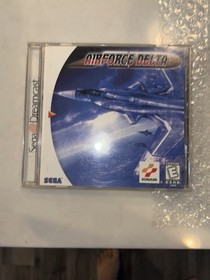 AIRFORCE DELTA
Sega Dreamcast
SEGA
KONAMI
E